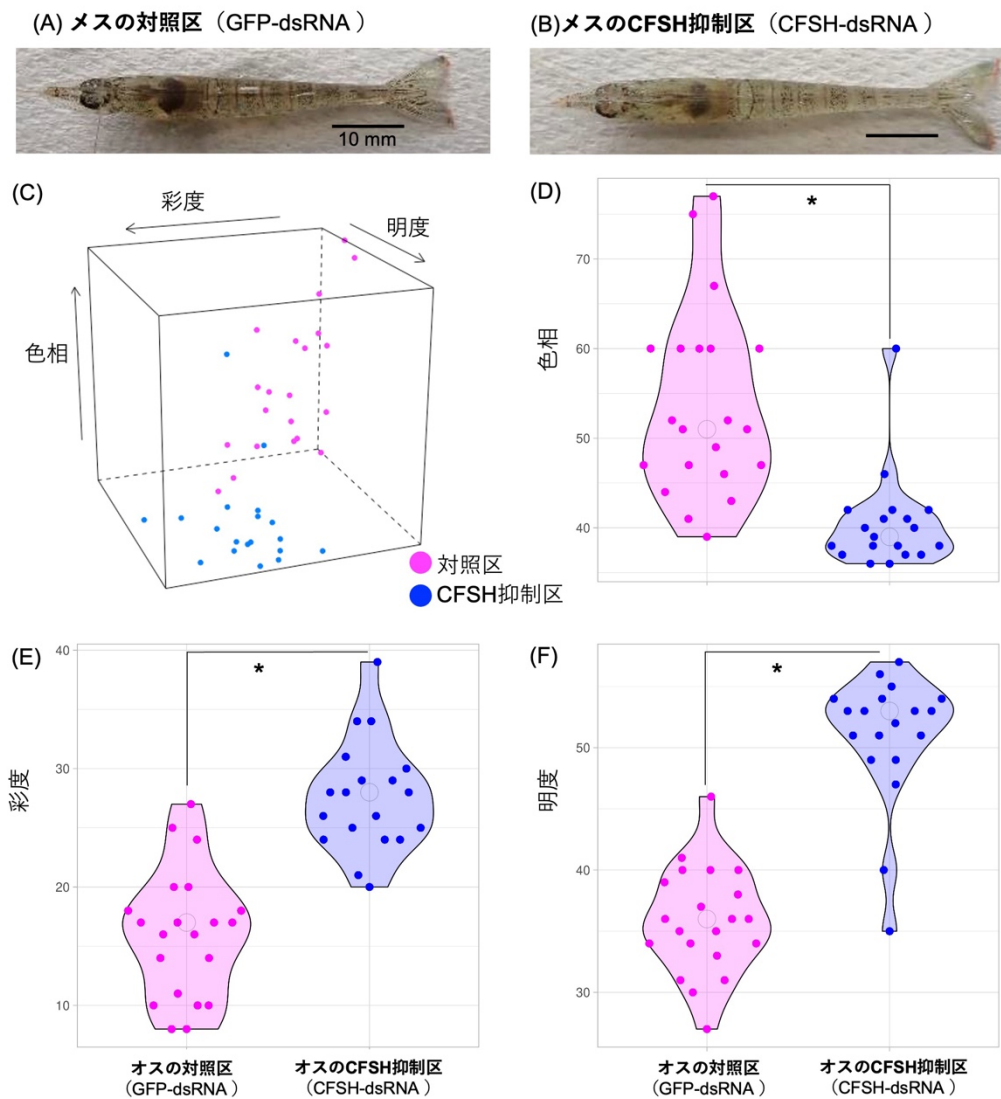 (A) メスの対照区（GFP-dsRNA ）
(B)メスのCFSH抑制区（CFSH-dsRNA ）
10 mm
(C)
彩度
明度
色相
対照区
CFSH抑制区
(D)
*
色相
70
60
50
40
(E)
*
彩度
40
30
20
10
オスの対照区
（GFP-dsRNA ）
オスのCFSH抑制区
（CFSH-dsRNA ）
(F)
*
明度
50
40
30
オスの対照区
（GFP-dsRNA ）
オスのCFSH抑制区
（CFSH-dsRNA ）